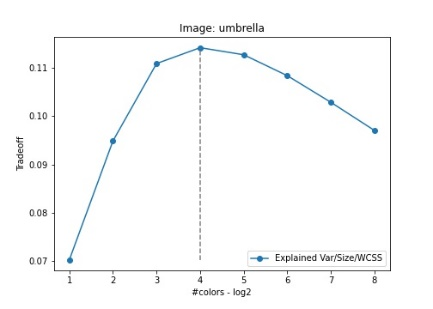 Image: umbrella
Tradeoff
0.11
0.10
0.09
0.08
0.07
1 2 3 4 5 6 7 8
#colors - log2
Explained Var/Size/WCSS